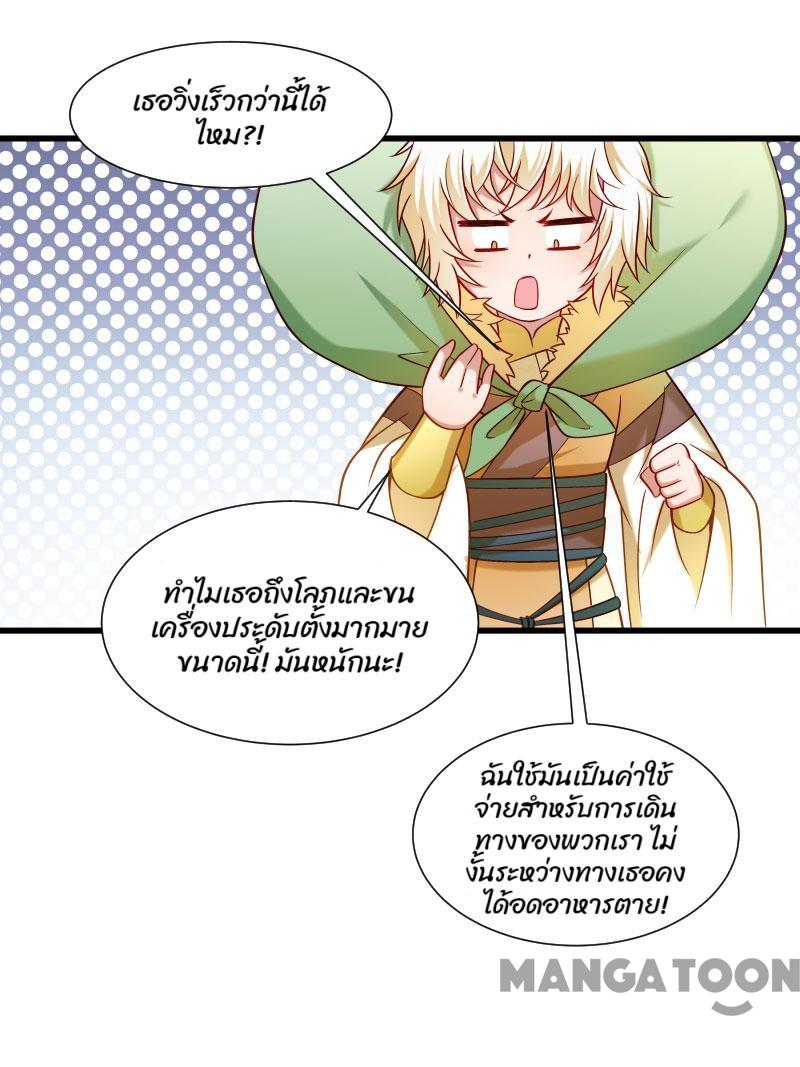 เธอวิ่งเร็วกว่านี้ได้
ไหม?!
ทำไมเธอถึงโลภและขน
เครื่องประดับตั้งมากมาย
ขนาดนี้! มันหนักนะ!
ฉันใช้มันเป็นค่าใช้
จ่ายสำหรับการเดิน
ทางของพวกเรา ไม่
งั้นระหว่างทางเธอคง
ได้อดอาหารตาย!
MANGA TOON